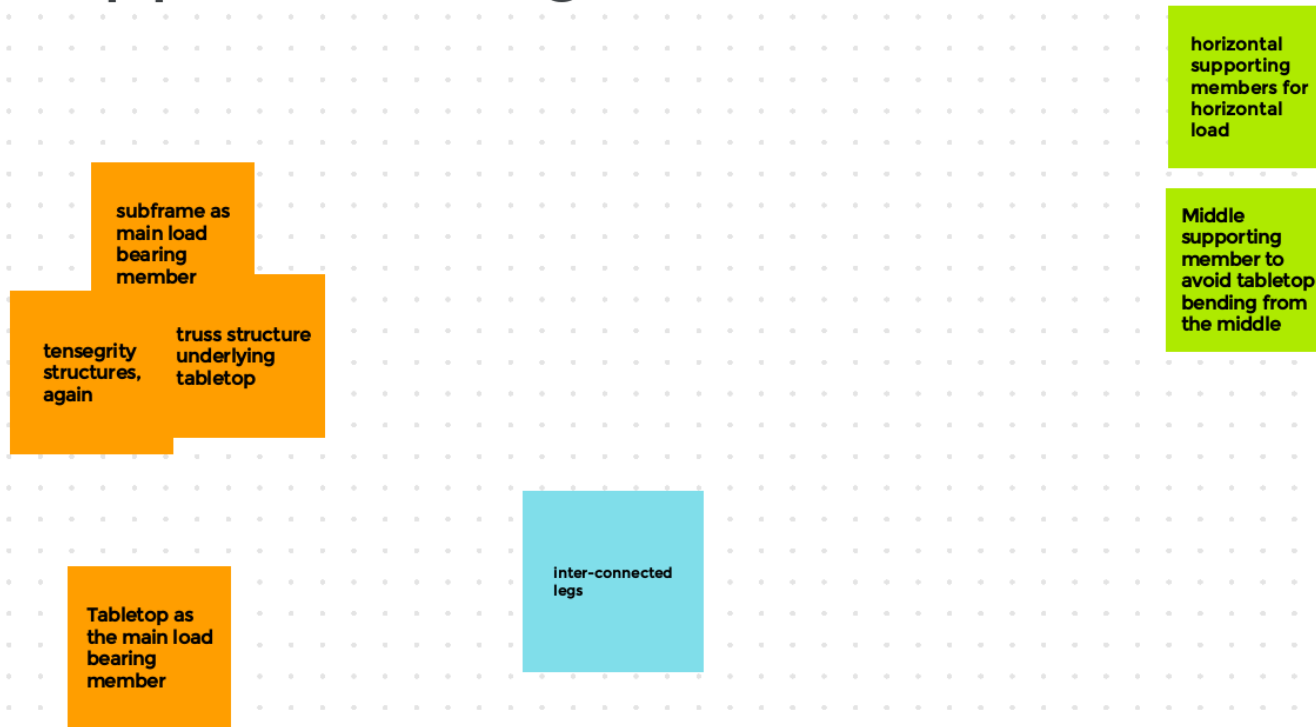 horizontal
supporting
members for
horizontal
load
subframe as
main load
bearing
member
Middle
supporting
member to
avoid tabletop
bending from
the middle
tensegrity
structures,
again
truss structure
underlying
tabletop
inter-connected
legs
Tabletop as
the main load
bearing
member